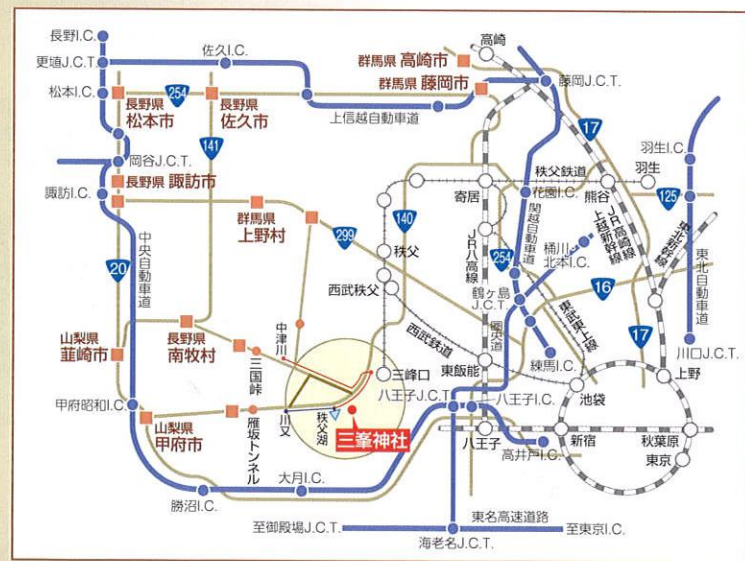 長野I.C.
更埴J.C.T.
佐久I.C.
松本I.C.
254
長野県
松本市
長野県
佐久市
141
上信越自動車道
群馬県 高崎市
群馬県 藤岡市
高崎
藤岡J.C.T.
17
岡谷J.C.T.
長野県 諏訪市
諏訪I.C.
中央自動車道
20
群馬県
上野村
299
140
秩父
西武秩父
西武鉄道
寄居
秩父鉄道
花園I.C.
熊谷
羽生
羽生I.C.
125
JR八高線
254
関越自動車道
圏央道
鶴ヶ島
J.C.T.
桶川
北本I.C.
JR高崎線
上越新幹線
東北新幹線
東北自動車道
16
17
東武東上線
練馬I.C.
川口J.C.T.
山梨県
韮崎市
長野県
南牧村
三国峠
中津川
三峰口
東飯能
甲府昭和I.C.
山梨県
甲府市
雁坂トンネル
川又
秩父湖
三峯神社
八王子J.C.T.
八王子I.C.
八王子
高井戸I.C.
池袋
新宿
上野
秋葉原
東京
勝沼I.C.
大月I.C.
至御殿場J.C.T.
東名高速道路
至東京I.C.
海老名J.C.T.